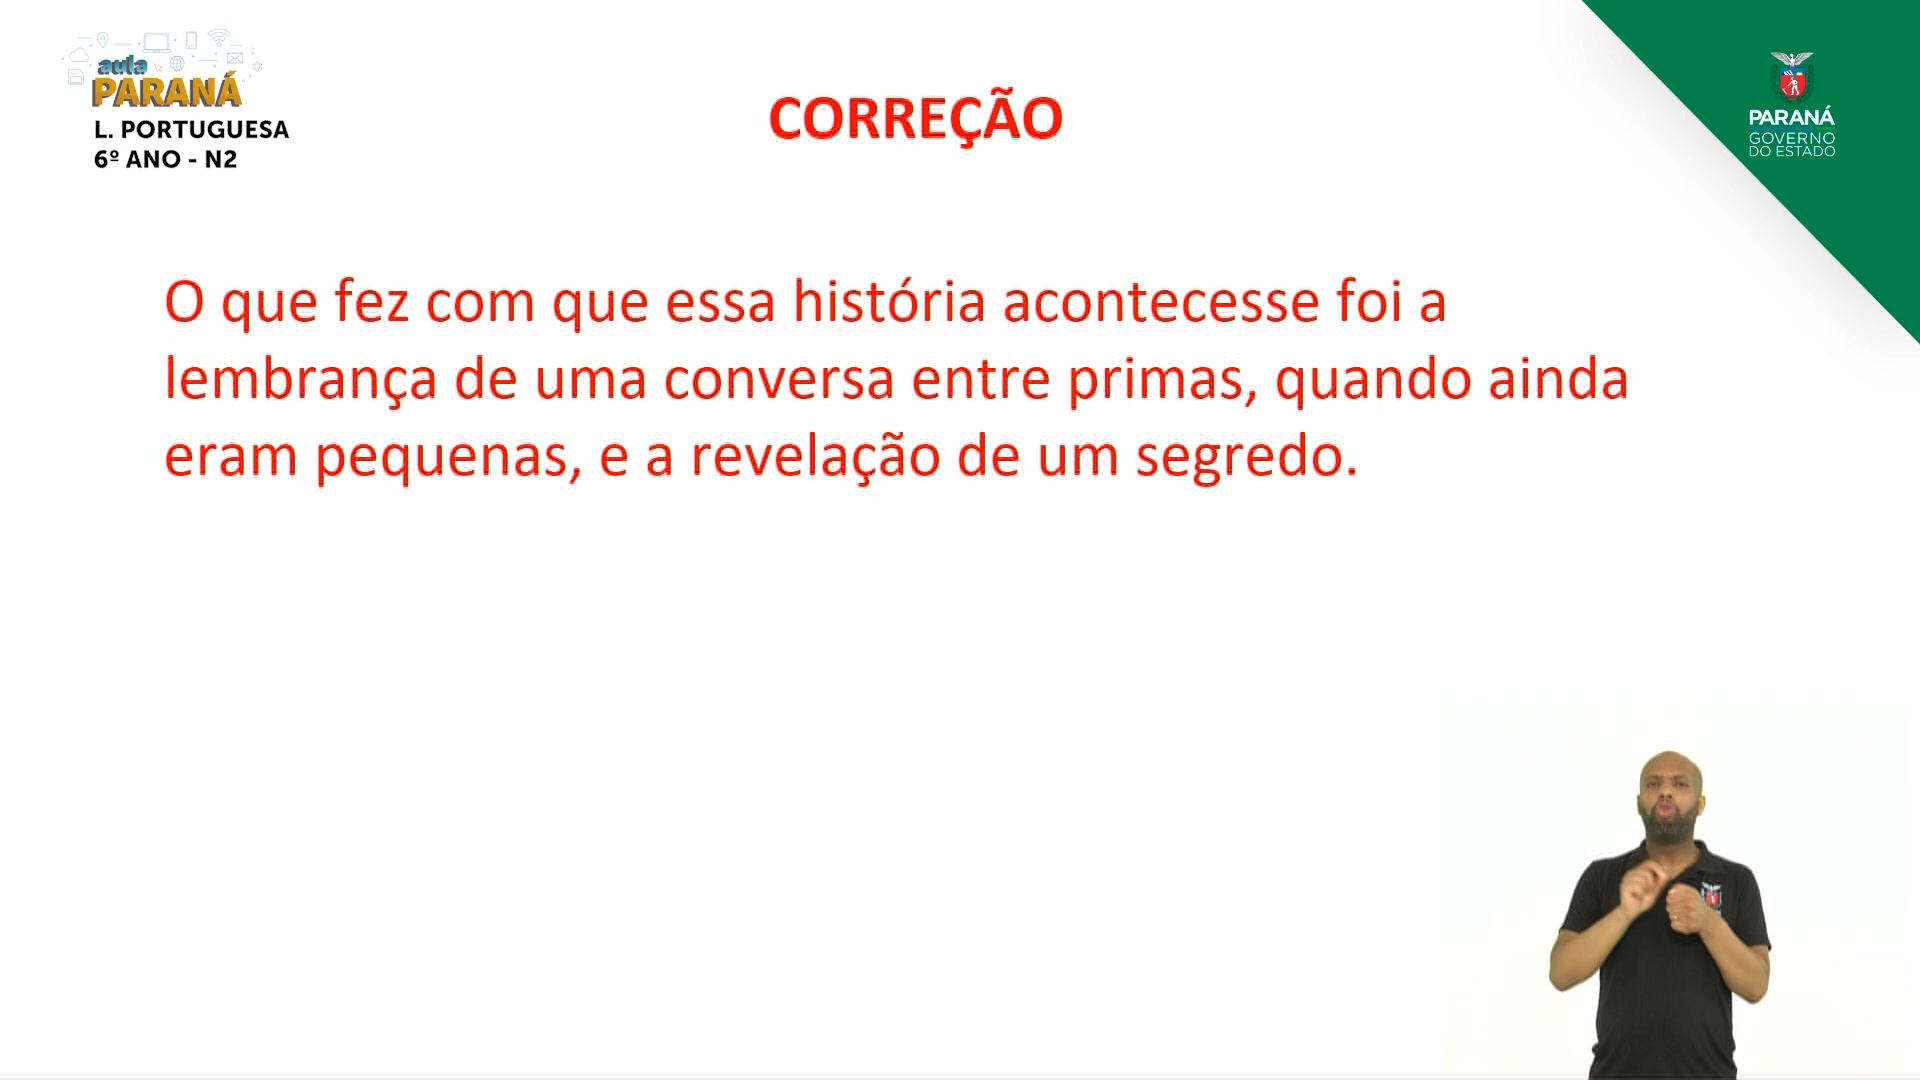 aula
PARANÁ
L. PORTUGUESA
6º ANO - N2
CORREÇÃO
PARANÁ
GOVERNO
DO ESTADO
O que fez com que essa história acontecesse foi a
lembrança de uma conversa entre primas, quando ainda
eram pequenas, e a revelação de um segredo.